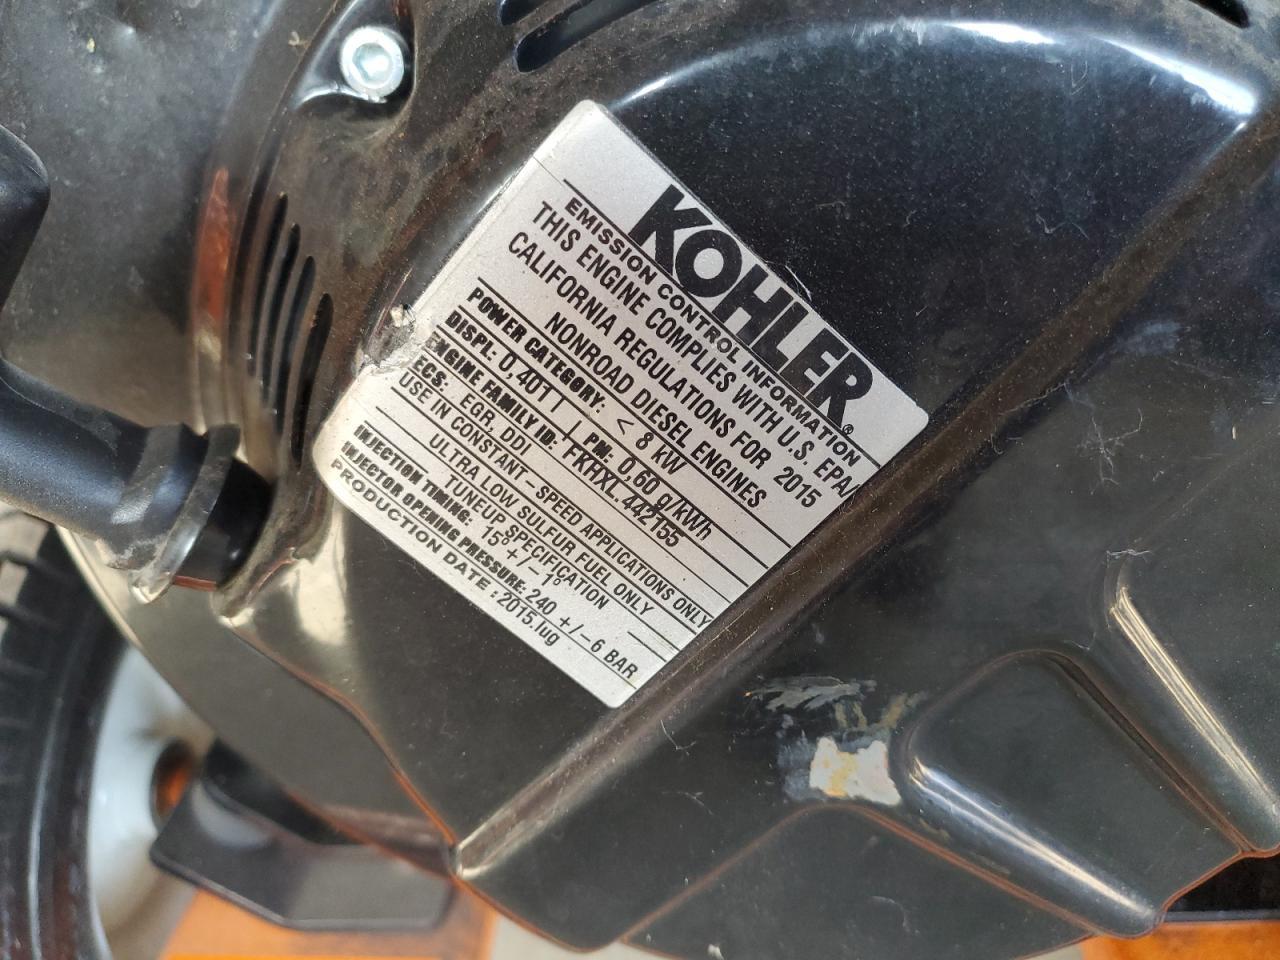 KOHLER®
EMISSION CONTROL INFORMATION
THIS ENGINE COMPLIES WITH U.S. EPA/
CALIFORNIA REGULATIONS FOR 2015
NONROAD DIESEL ENGINES
POWER CATEGORY: < 8 kW
DISPL: 0,401 l | PM: 0,60 g/kWh
ENGINE FAMILY ID: FKHXL.442155
ECS: EGR, DDI
USE IN CONSTANT - SPEED APPLICATIONS ONLY
ULTRA LOW SULFUR FUEL ONLY
TUNEUP SPECIFICATION
INJECTION TIMING: 15 +/- 1°
INJECTOR OPENING PRESSURE: 240 +/-6 BAR
PRODUCTION DATE : 2015.lug